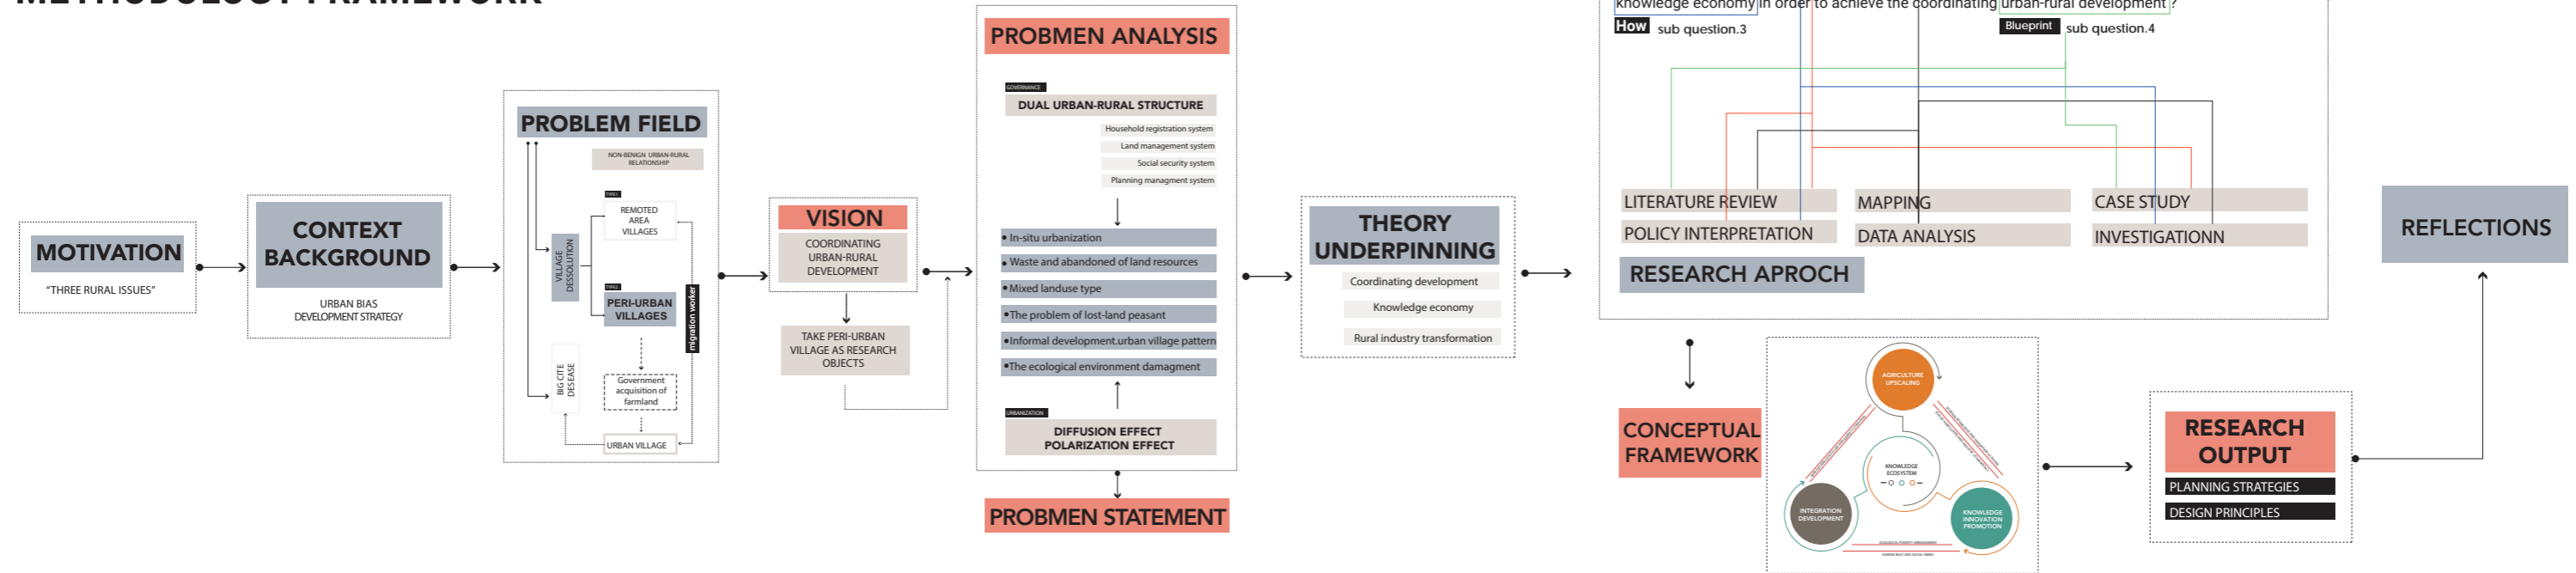 METHODOLOGY FRAMEWORK
MOTIVATION
"THREE RURAL ISSUES"
CONTEXT
BACKGROUND
URBAN BIAS
DEVELOPMENT STRATEGY
PROBLEM FIELD
NON-BENIGN URBAN-RURAL
RELATIONSHIP
TYPE1
REMOTED
AREA
VILLAGES
VILLAGE
DESSOLUTION
TYPE2
PERI-URBAN
VILLAGES
migration worker
BIG CITE
DESEASE
Government
acquisition of
farmland
URBAN VILLAGE
VISION
COORDINATING
URBAN-RURAL
DEVELOPMENT
TAKE PERI-URBAN
VILLAGE AS RESEARCH
OBJECTS
PROBMEN ANALYSIS
GOVERNANCE
DUAL URBAN-RURAL STRUCTURE
Household registration system
Land management system
Social security system
Planning managment system
• In-situ urbanization
• Waste and abandoned of land resources
•Mixed landuse type
•The problem of lost-land peasant
•Informal development.urban village pattern
•The ecological environment damagment
URBANIZATION
DIFFUSION EFFECT
POLARIZATION EFFECT
PROBMEN STATEMENT
THEORY
UNDERPINNING
Coordinating development
Knowledge economy
Rural industry transformation
knowledge economy in order to achieve the coordinating urban-rural development ?
How sub question.3
Blueprint sub question.4
LITERATURE REVIEW
MAPPING
CASE STUDY
POLICY INTERPRETATION
DATA ANALYSIS
INVESTIGATIONN
RESEARCH APROCH
CONCEPTUAL
FRAMEWORK
AGRICULTURE
UPSCALING
KNOWLEDGE
ECOSYSTEM
INTEGRATION
DEVELOPMENT
KNOWLEDGE
INNOVATION
PROMOTION
RESEARCH
OUTPUT
PLANNING STRATEGIES
DESIGN PRINCIPLES
REFLECTIONS